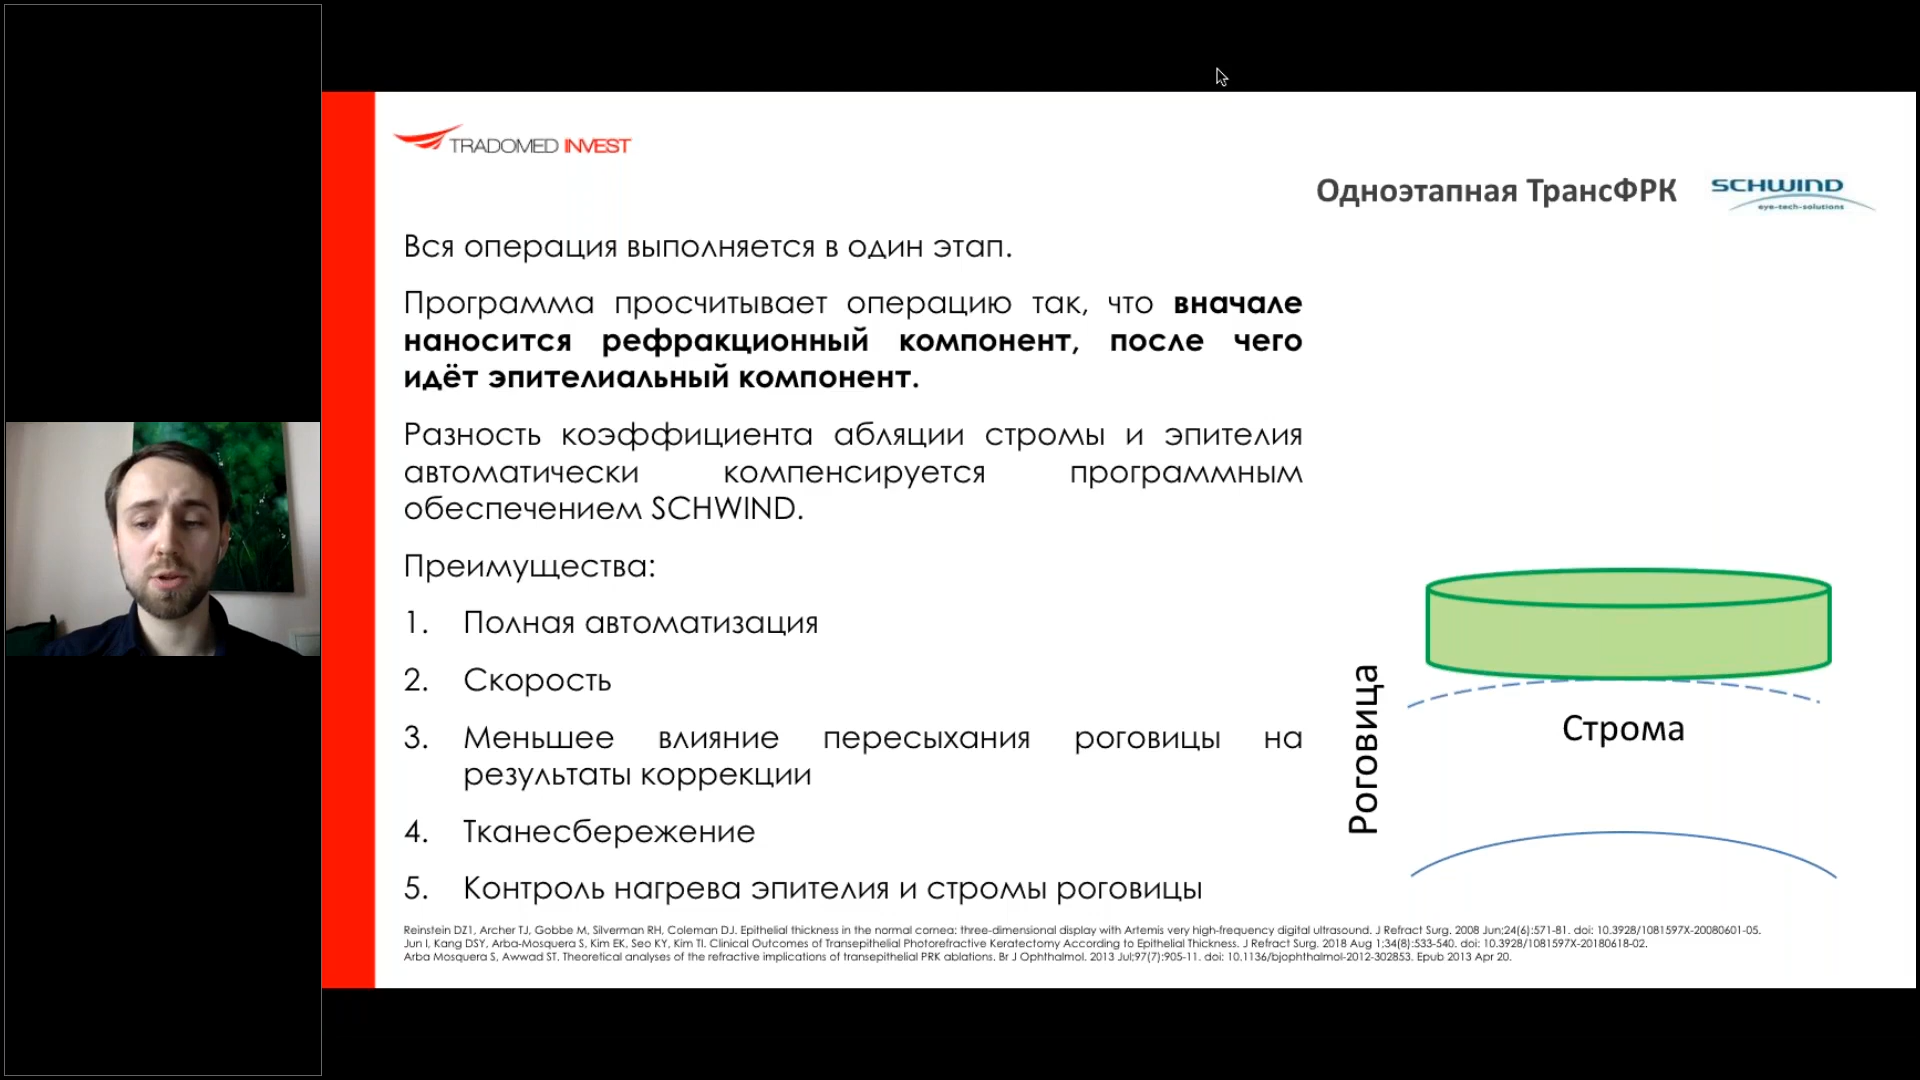 TRADOMED INVEST
Одноэтапная ТрансФРК
SCHWIND
eye-tech-solutions
Вся операция выполняется в один этап.
Программа просчитывает операцию так, что вначале
наносится рефракционный компонент, после чего
идёт эпителиальный компонент.
Разность коэффициента абляции стромы и эпителия
автоматически компенсируется программным
обеспечением SCHWIND.
Преимущества:
1. Полная автоматизация
2. Скорость
3. Меньшее влияние пересыхания роговицы на
результаты коррекции
4. Тканесбережение
5. Контроль нагрева эпителия и стромы роговицы
Роговица
Строма
Reinstein DZ1, Archer TJ, Gobbe M, Silverman RH, Coleman DJ. Epithelial thickness in the normal cornea: three-dimensional display with Artemis very high-frequency digital ultrasound. J Refract Surg. 2008 Jun;24(6):571-81. doi: 10.3928/1081597X-20080601-05.
Jun I, Kang DSY, Arba-Mosquera S, Kim EK, Seo KY, Kim TI. Clinical Outcomes of Transepithelial Photorefractive Keratectomy According to Epithelial Thickness. J Refract Surg. 2018 Aug 1;34(8):533-540. doi: 10.3928/1081597X-20180618-02.
Arba Mosquera S, Awwad ST. Theoretical analyses of the refractive implications of transepithelial PRK ablations. Br J Ophthalmol. 2013 Jul;97(7):905-11. doi: 10.1136/bjophthalmol-2012-302853. Epub 2013 Apr 20.